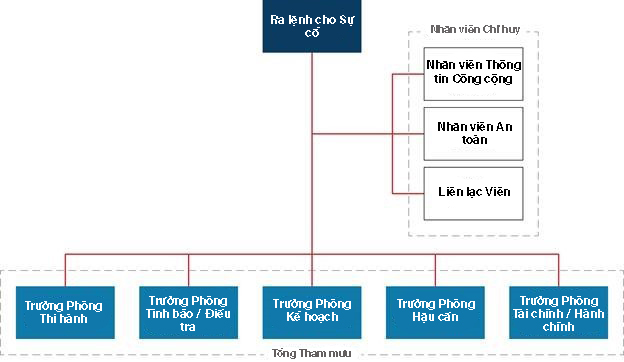 Ra lệnh cho Sự
cố
Nhân viên Chỉ huy
Nhân viên Thông
tin Công cộng
Nhân viên An
toàn
Liên lạc Viên
Trưởng Phòng
Thi hành
Trưởng Phòng
Tình báo / Điều
tra
Trưởng Phòng
Kế hoạch
Trưởng Phòng
Hậu cần
Trưởng Phòng
Tài chính / Hành
chính
Tổng Tham mưu